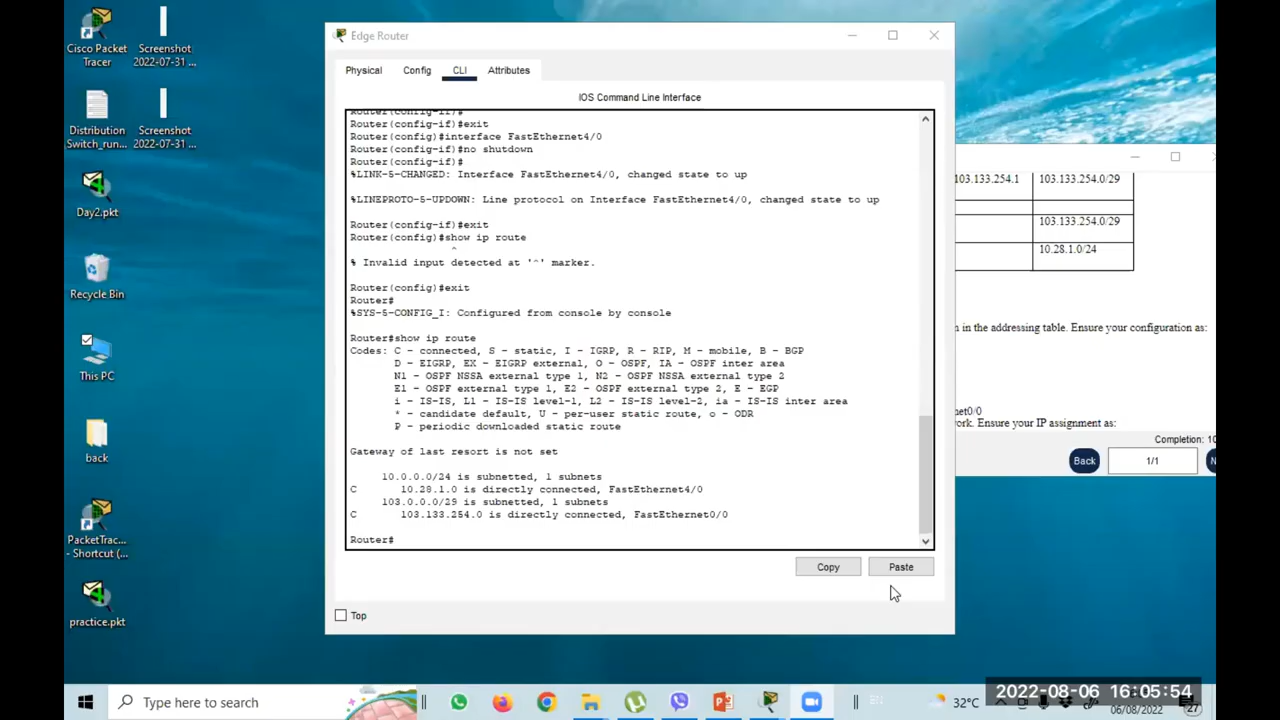 Cisco Packet
Tracer
Screenshot
2022-07-31 ...
Distribution
Switch_run...
Screenshot
2022-07-31 ...
Day2.pkt
Recycle Bin
This PC
back
PacketTrac...
- Shortcut (...
practice.pkt
Edge Router
Physical Config CLI Attributes
IOS Command Line Interface
Router(config-if)#
Router(config-if)#exit
Router(config)#interface FastEthernet4/0
Router(config-if)#no shutdown
Router(config-if)#
%LINK-5-CHANGED: Interface FastEthernet4/0, changed state to up
%LINEPROTO-5-UPDOWN: Line protocol on Interface FastEthernet4/0, changed state to up
Router(config-if)#exit
Router(config)#show ip route
^
% Invalid input detected at '^' marker.
Router(config)#exit
Router#
%SYS-5-CONFIG_I: Configured from console by console
Router#show ip route
Codes: C - connected, S - static, I - IGRP, R - RIP, M - mobile, B - BGP
D - EIGRP, EX - EIGRP external, O - OSPF, IA - OSPF inter area
N1 - OSPF NSSA external type 1, N2 - OSPF NSSA external type 2
E1 - OSPF external type 1, E2 - OSPF external type 2, E - EGP
i - IS-IS, L1 - IS-IS level-1, L2 - IS-IS level-2, ia - IS-IS inter area
* - candidate default, U - per-user static route, o - ODR
P - periodic downloaded static route
Gateway of last resort is not set
10.0.0.0/24 is subnetted, 1 subnets
C 10.28.1.0 is directly connected, FastEthernet4/0
103.0.0.0/29 is subnetted, 1 subnets
C 103.133.254.0 is directly connected, FastEthernet0/0
Router#
Copy Paste
Top
103.133.254.1 103.133.254.0/29
103.133.254.0/29
10.28.1.0/24
n in the addressing table. Ensure your configuration as:
net0/0
work. Ensure your IP assignment as:
Completion: 10
Back 1/1 N
Type here to search
EN
32°C
2022-08-06 16:05:54
06/08/2022
27